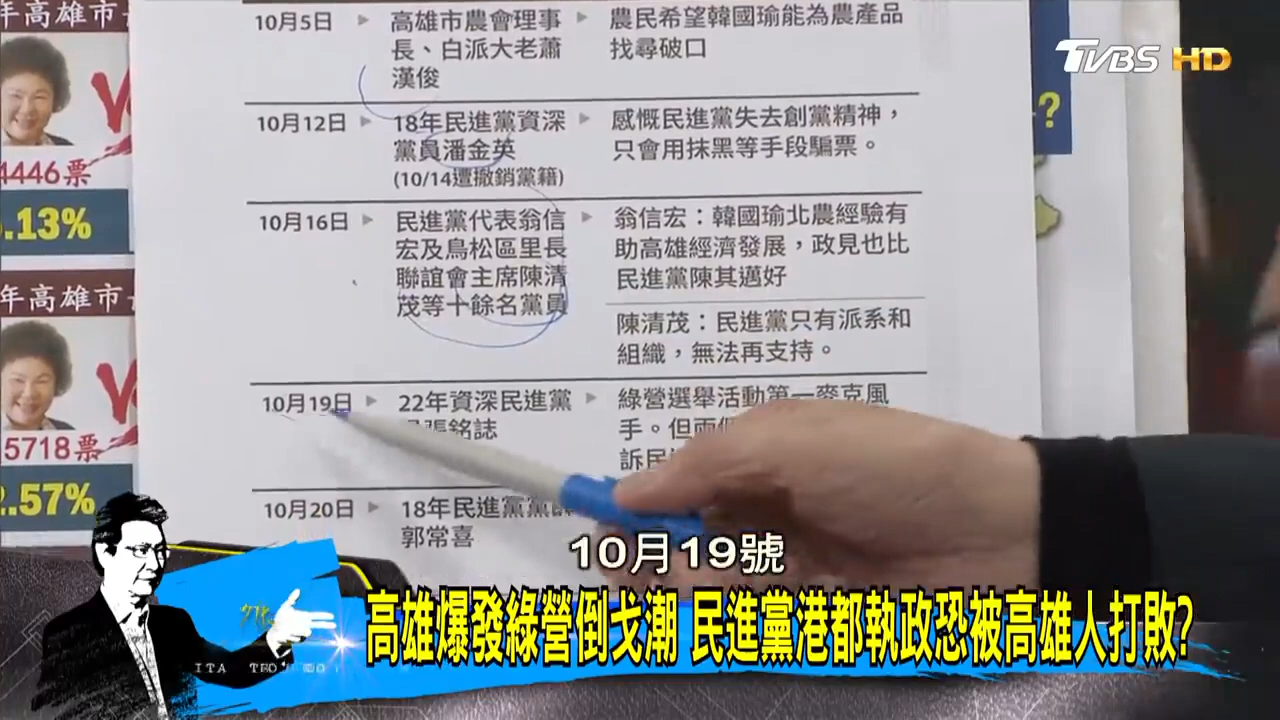 年高雄市
4446票
.13%
年高雄市
5718票
2.57%
10月5日
高雄市農會理事
長、白派大老蕭
漢俊
農民希望韓國瑜能為農產品
找尋破口
10月12日
18年民進黨資深
黨員潘金英
(10/14遭撤銷黨籍)
感慨民進黨失去創黨精神，
只會用抹黑等手段騙票。
10月16日
民進黨代表翁信
宏及鳥松區里長
聯誼會主席陳清
茂等十餘名黨員
翁信宏：韓國瑜北農經驗有
助高雄經濟發展，政見也比
民進黨陳其邁好
陳清茂：民進黨只有派系和
組織，無法再支持。
10月19日
22年資深民進黨
張銘誌
綠營選舉活動第一麥克風
手。但兩
訴民
10月20日
18年民進黨黨
郭常喜
?
TVBS HD
10月19號
高雄爆發綠營倒戈潮 民進黨港都執政恐被高雄人打敗?